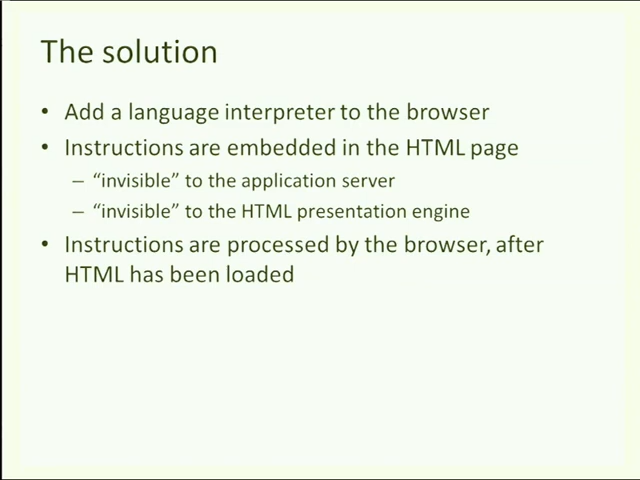 The solution
• Add a language interpreter to the browser
• Instructions are embedded in the HTML page
– “invisible” to the application server
– “invisible” to the HTML presentation engine
• Instructions are processed by the browser, after
HTML has been loaded